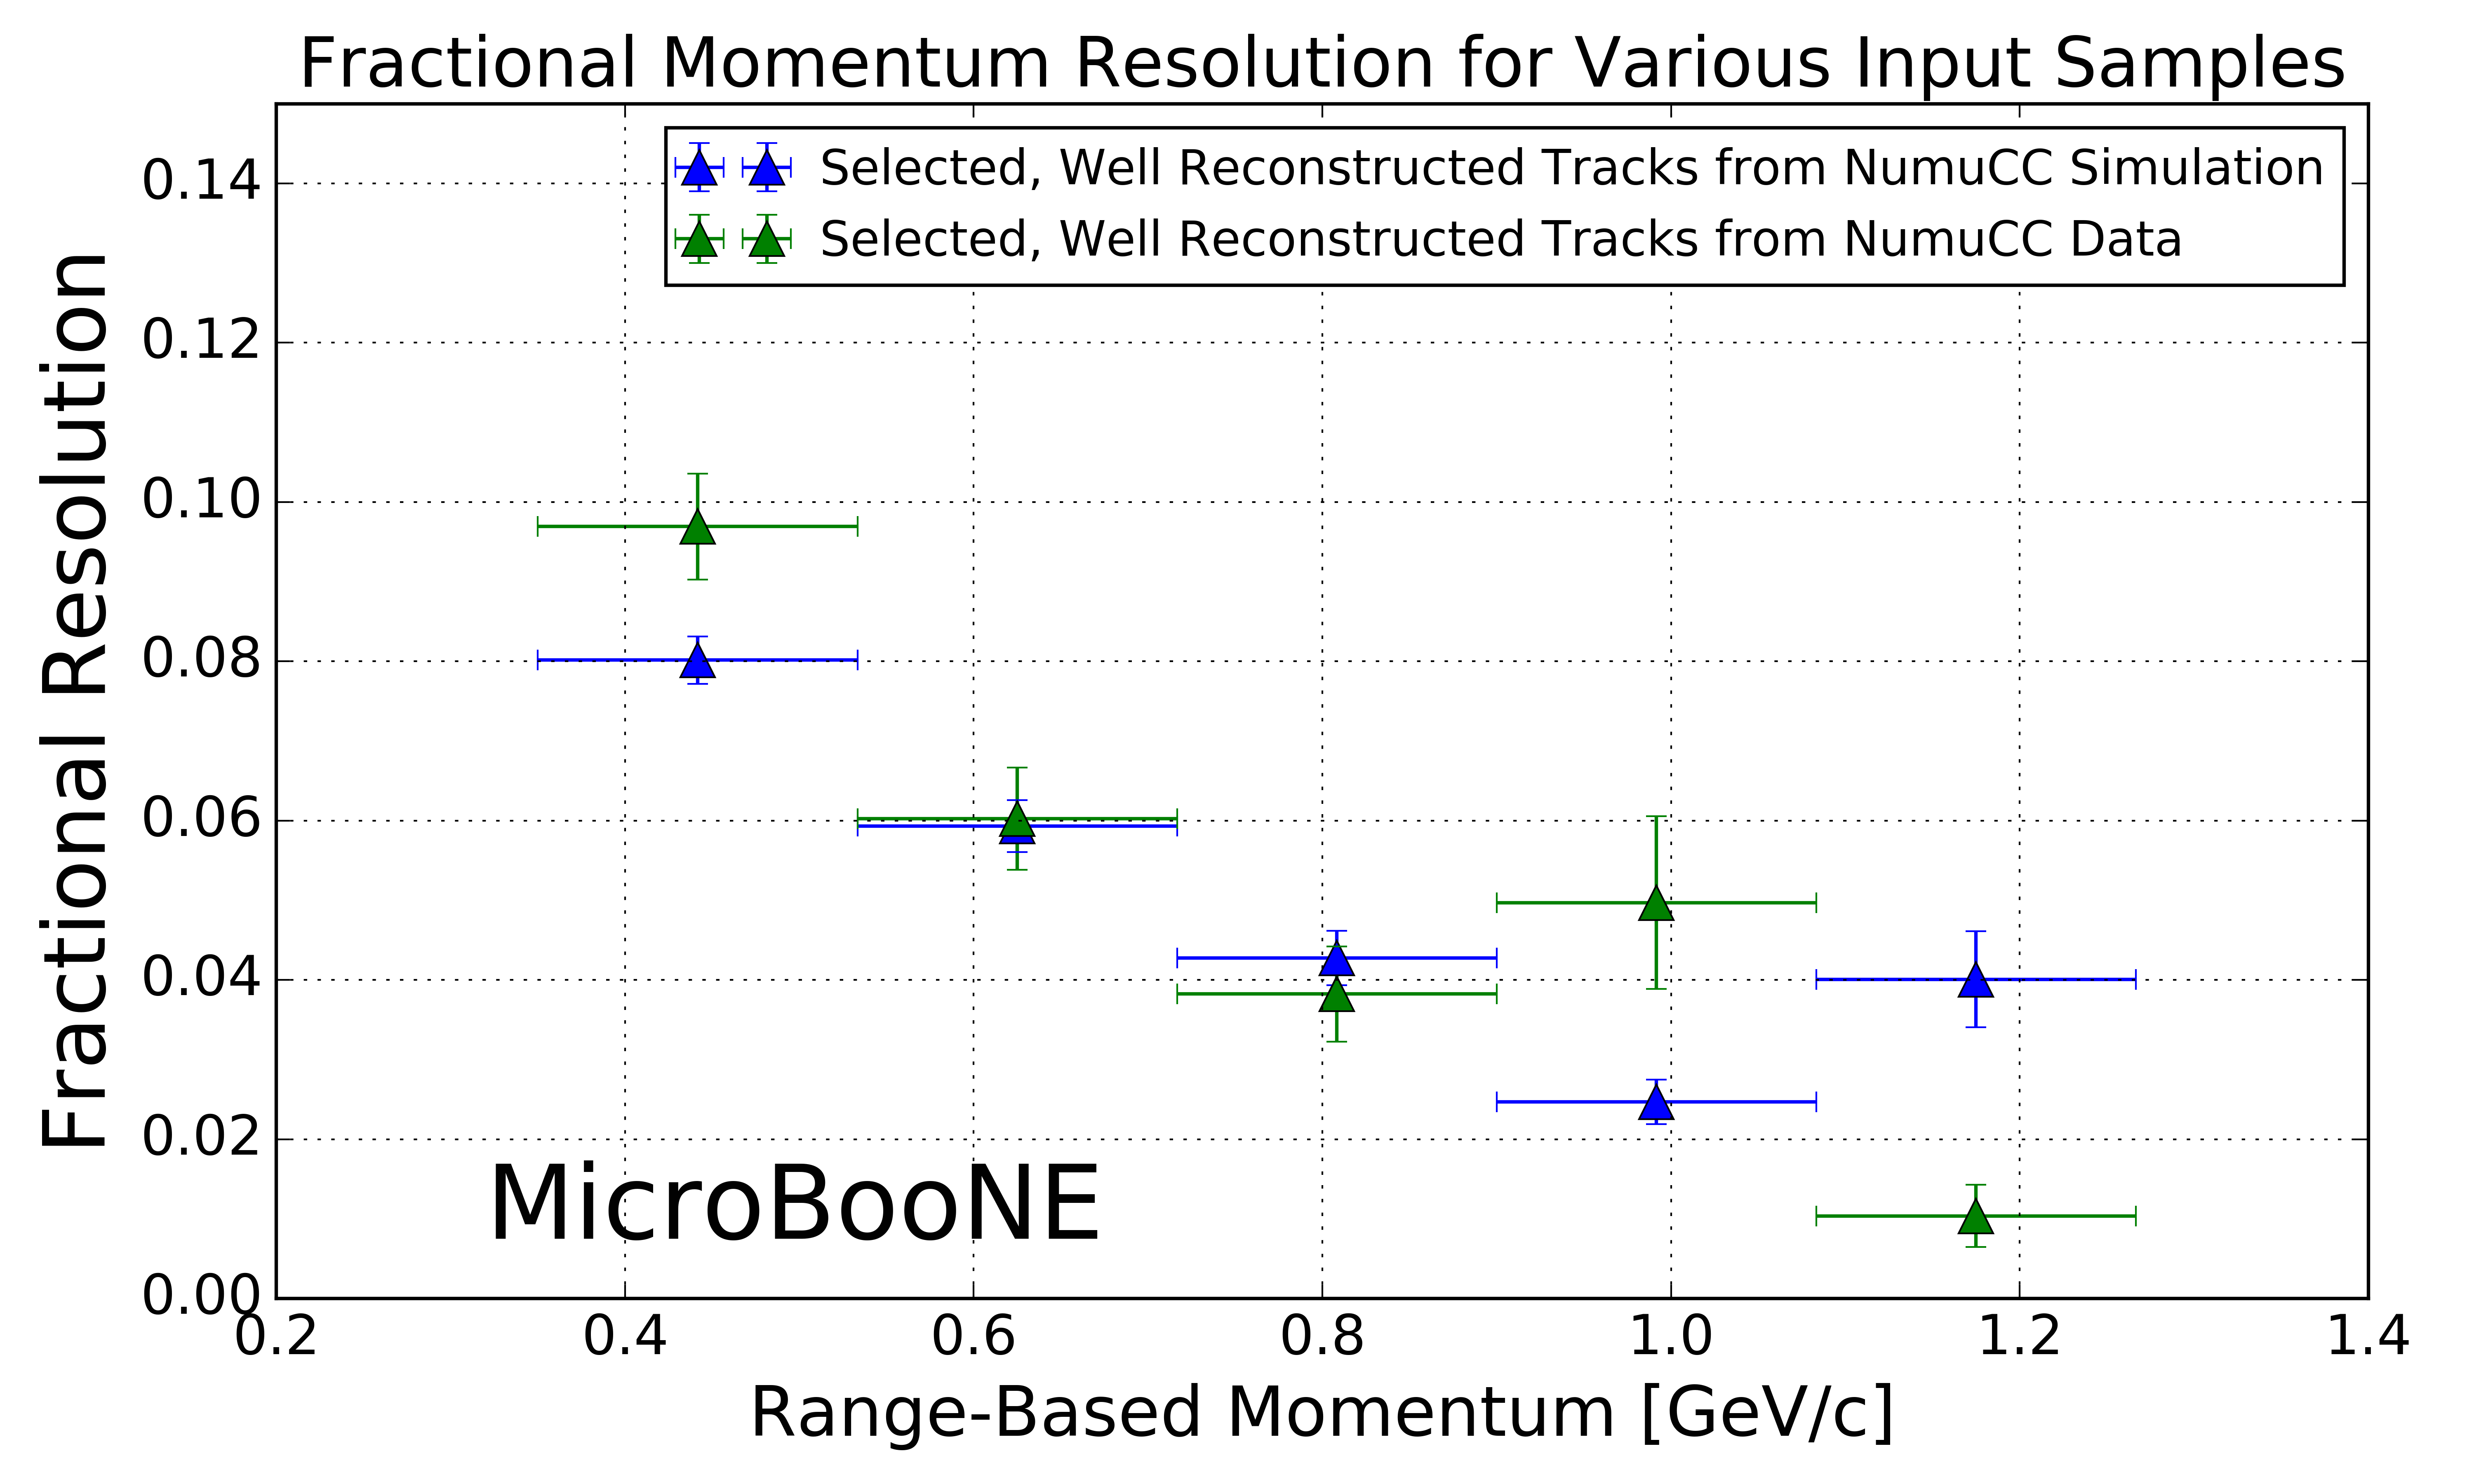 Fractional Momentum Resolution for Various Input Samples
Selected, Well Reconstructed Tracks from NumuCC Simulation
Selected, Well Reconstructed Tracks from NumuCC Data
Fractional Resolution
0.14
0.12
0.10
0.08
0.06
0.04
0.02
0.00
MicroBooNE
0.2 0.4 0.6 0.8 1.0 1.2 1.4
Range-Based Momentum [GeV/c]